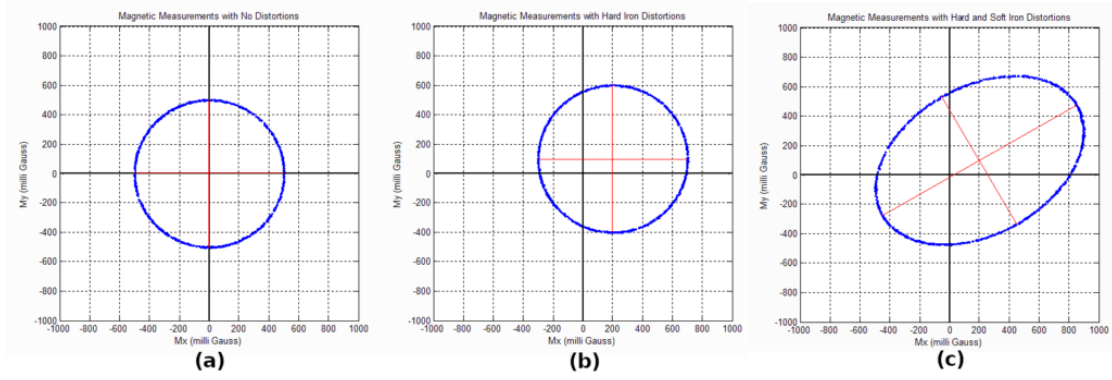 Magnetic Measurements with No Distortions
1000
800
600
400
200
0
-200
-400
-600
-800
-1000
My (milli Gauss)
-1000 -800 -600 -400 -200 0 200 400 600 800 1000
Mx (milli Gauss)
(a)
Magnetic Measurements with Hard Iron Distortions
1000
800
600
400
200
0
-200
-400
-600
-800
-1000
My (milli Gauss)
-1000 -800 -600 -400 -200 0 200 400 600 800 1000
Mx (milli Gauss)
(b)
Magnetic Measurements with Hard and Soft Iron Distortions
1000
800
600
400
200
0
-200
-400
-600
-800
-1000
My (milli Gauss)
-1000 -800 -600 -400 -200 0 200 400 600 800 1000
Mx (milli Gauss)
(c)